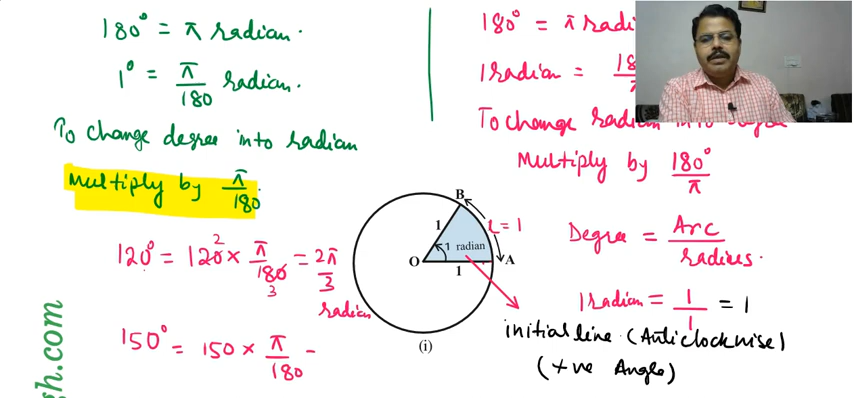 180° = π radian.
1° = π/180 radian.
To change degree into radian
Multiply by π/180.
120° = 120 × π/180 = 2π/3 radian
2
3
150° = 150 × π/180 =
180° = π
1 radian =
To change
Multiply by 180°/π
Degree = Arc/radius.
1 radian = 1/1 = 1
initial line (Anticlockwise)
(+ve Angle)
B
1
l = 1
1 radian
O
1
A
(i)
sh.com